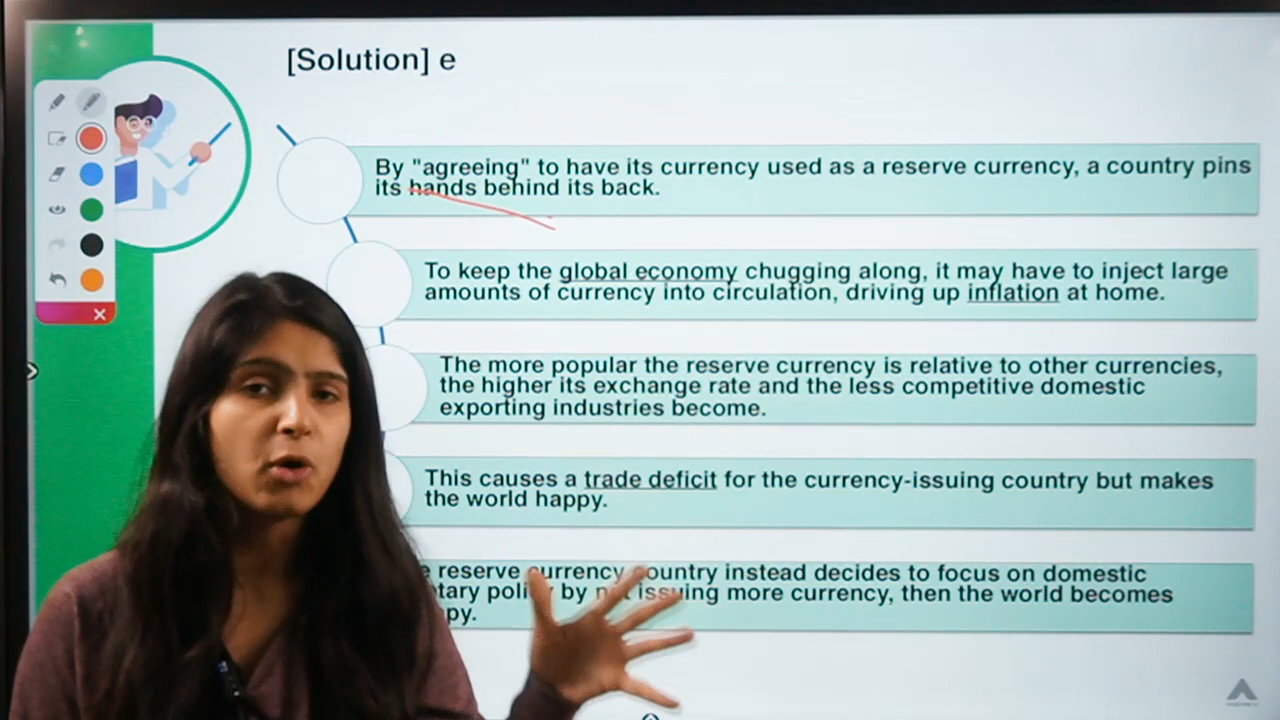 [Solution] e
By "agreeing" to have its currency used as a reserve currency, a country pins
its hands behind its back.
To keep the global economy chugging along, it may have to inject large
amounts of currency into circulation, driving up inflation at home.
The more popular the reserve currency is relative to other currencies,
the higher its exchange rate and the less competitive domestic
exporting industries become.
This causes a trade deficit for the currency-issuing country but makes
the world happy.
reserve currency country instead decides to focus on domestic
by not issuing more currency, then the world becomes